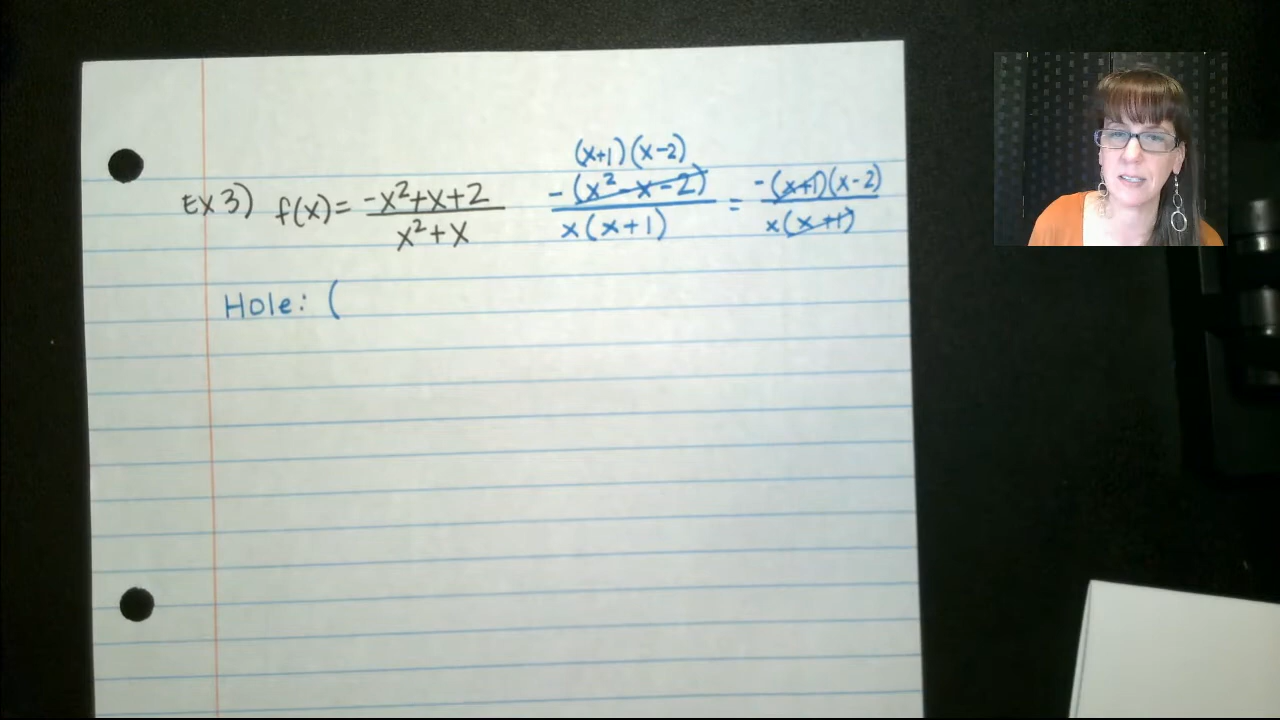 (x+1)(x-2)
Ex 3) f(x)= -x²+x+2 / x²+x   -(x²-x-2) / x(x+1) = -(x+1)(x-2) / x(x+1)
Hole: (